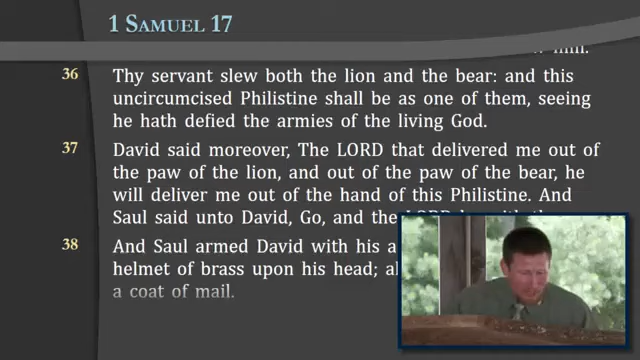 1 SAMUEL 17
him.
36 Thy servant slew both the lion and the bear: and this
uncircumcised Philistine shall be as one of them, seeing
he hath defied the armies of the living God.
37 David said moreover, The LORD that delivered me out of
the paw of the lion, and out of the paw of the bear, he
will deliver me out of the hand of this Philistine. And
Saul said unto David, Go, and the LORD
38 And Saul armed David with his a
helmet of brass upon his head; al
a coat of mail.